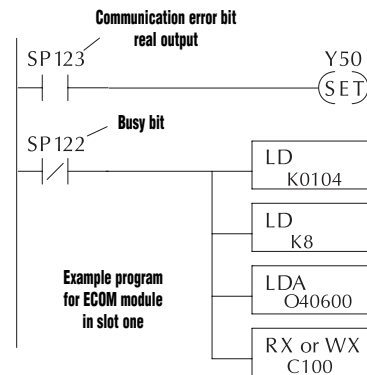 Communication error bit
real output
SP123
Y50
SET
Busy bit
SP122
LD
K0104
LD
K8
LDA
O40600
RX or WX
C100
Example program
for ECOM module
in slot one